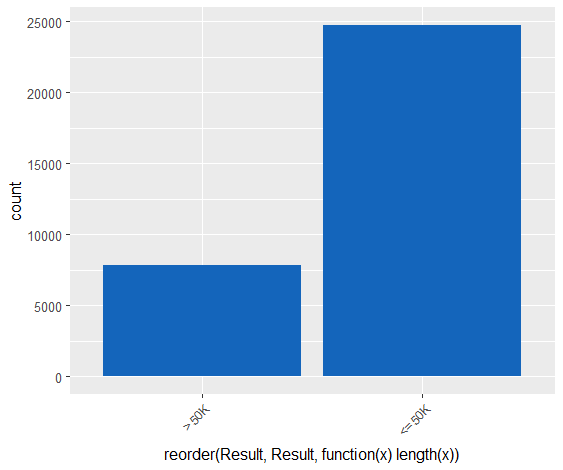 25000
20000
15000
10000
5000
0
count
>50K
<=50K
reorder(Result, Result, function(x) length(x))